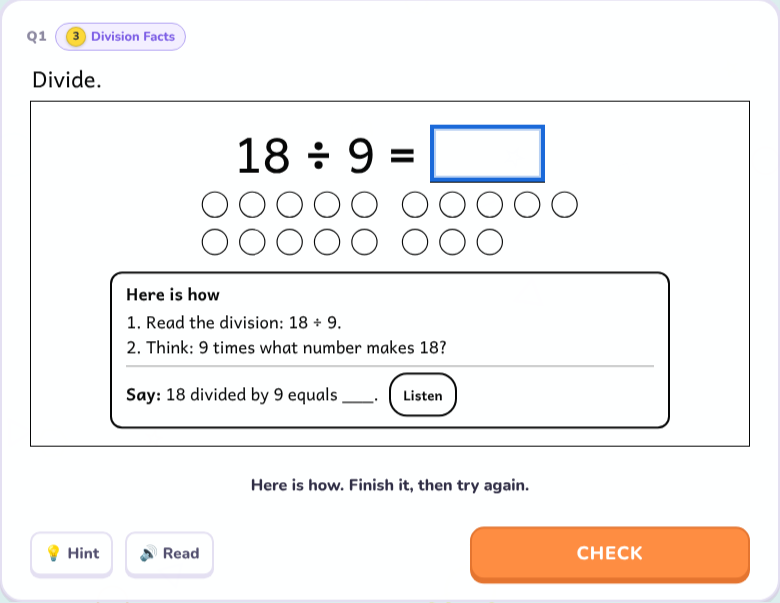 Q1 3 Division Facts
Divide.
18 ÷ 9 =
Here is how
1. Read the division: 18 ÷ 9.
2. Think: 9 times what number makes 18?
Say: 18 divided by 9 equals ____. Listen
Here is how. Finish it, then try again.
Hint Read CHECK